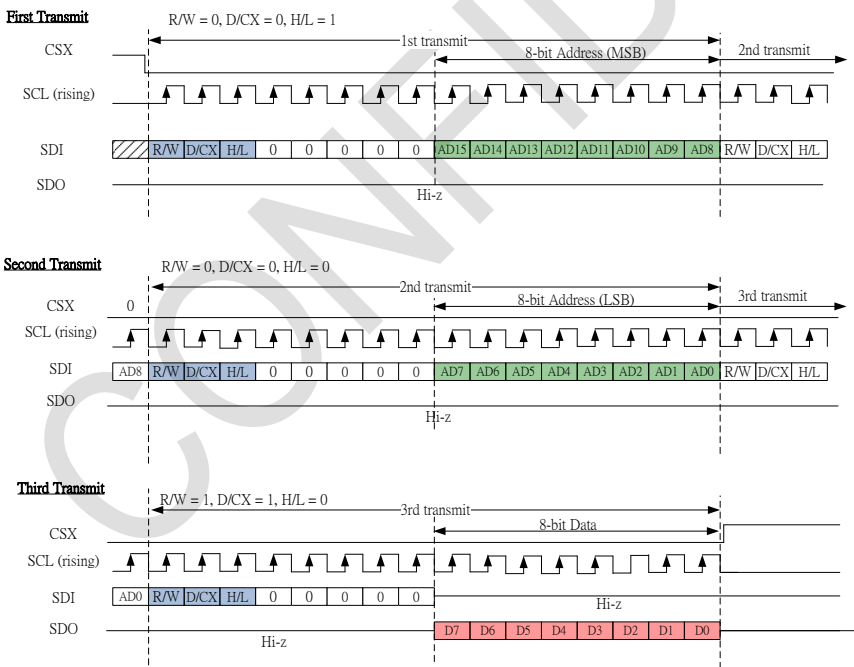 First Transmit
R/W = 0, D/CX = 0, H/L = 1
1st transmit
CSX
8-bit Address (MSB)
2nd transmit
SCL (rising)
SDI R/W D/CX H/L 0 0 0 0 0 AD15 AD14 AD13 AD12 AD11 AD10 AD9 AD8 R/W D/CX H/L
SDO
Hi-z
Second Transmit
R/W = 0, D/CX = 0, H/L = 0
2nd transmit
CSX 0
8-bit Address (LSB)
3rd transmit
SCL (rising)
SDI AD8 R/W D/CX H/L 0 0 0 0 0 AD7 AD6 AD5 AD4 AD3 AD2 AD1 AD0 R/W D/CX H/L
SDO
Hi-z
Third Transmit
R/W = 1, D/CX = 1, H/L = 0
3rd transmit
CSX
8-bit Data
SCL (rising)
SDI AD0 R/W D/CX H/L 0 0 0 0 0
Hi-z
SDO
Hi-z
D7 D6 D5 D4 D3 D2 D1 D0